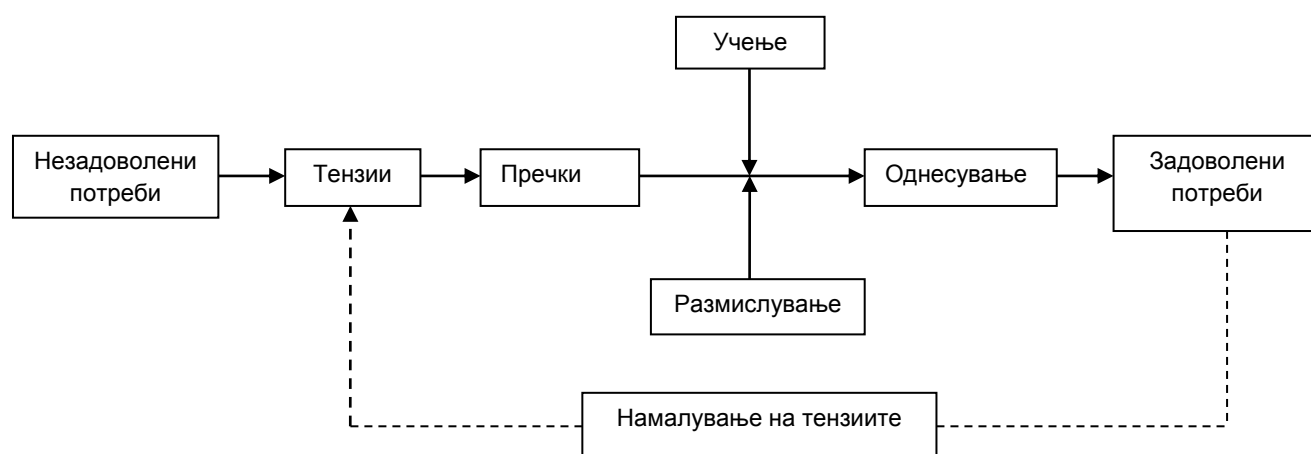 Учење
Незадоволени
потреби
Тензии
Пречки
Однесување
Задоволени
потреби
Размислување
Намалување на тензиите